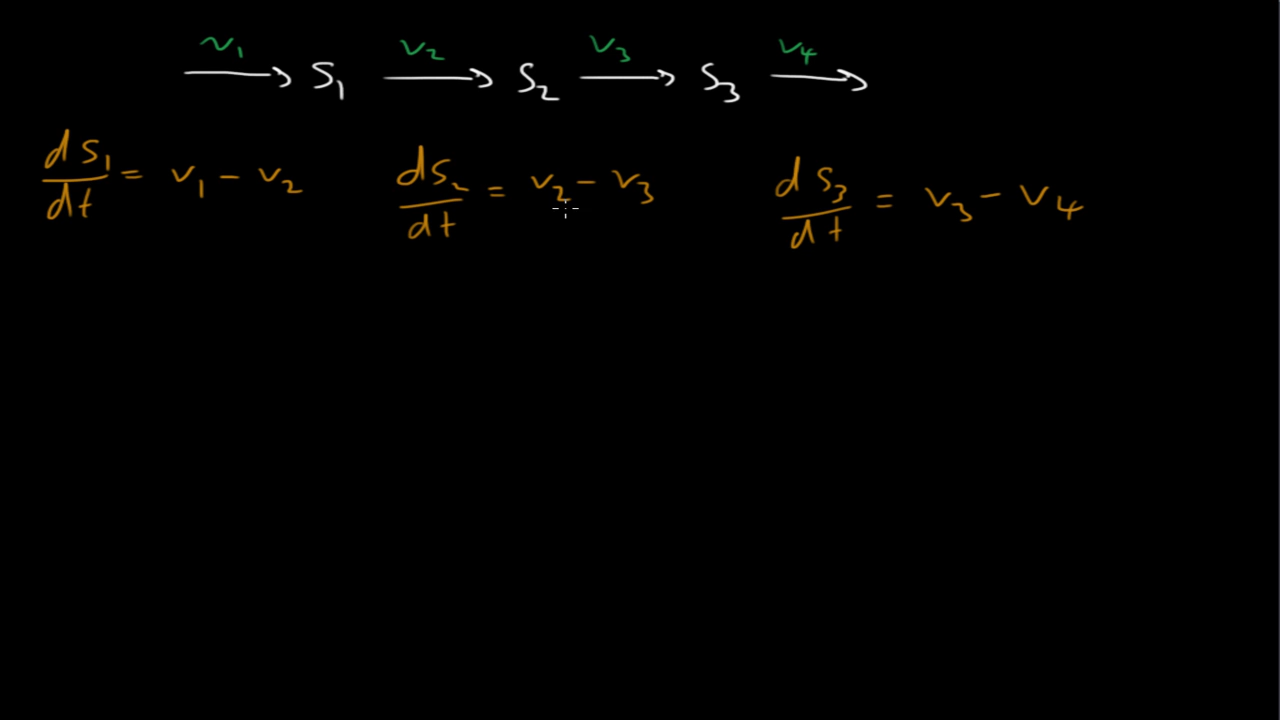 v₁ v₂ v₃ v₄
→ S₁ → S₂ → S₃ →
dS₁/dt = v₁ - v₂ dS₂/dt = v₂ - v₃ dS₃/dt = v₃ - v₄